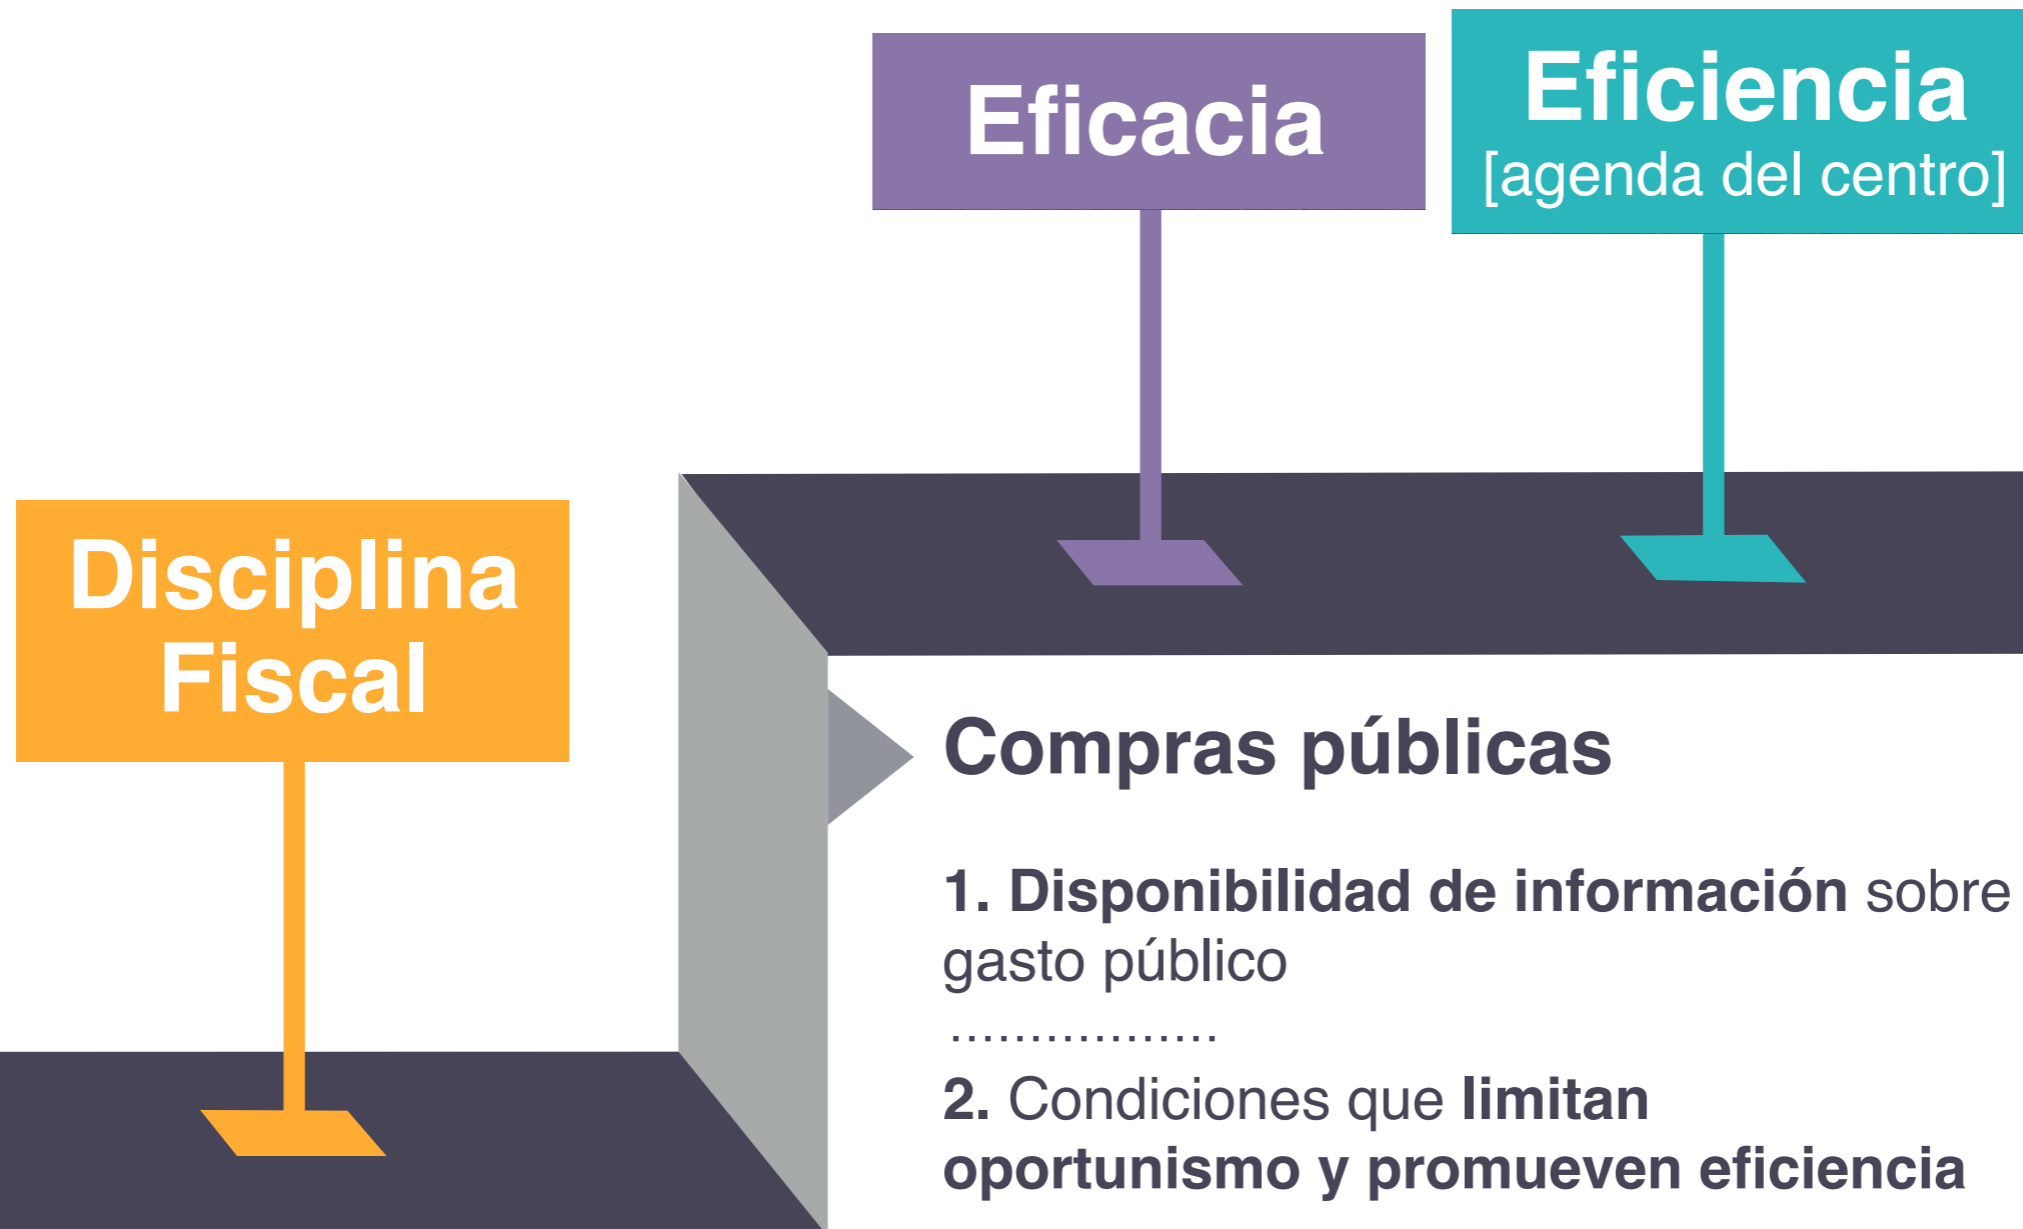 Eficacia
Eficiencia
[agenda del centro]
Disciplina
Fiscal
Compras públicas
1. Disponibilidad de información sobre
gasto público
.................
2. Condiciones que limitan
oportunismo y promueven eficiencia